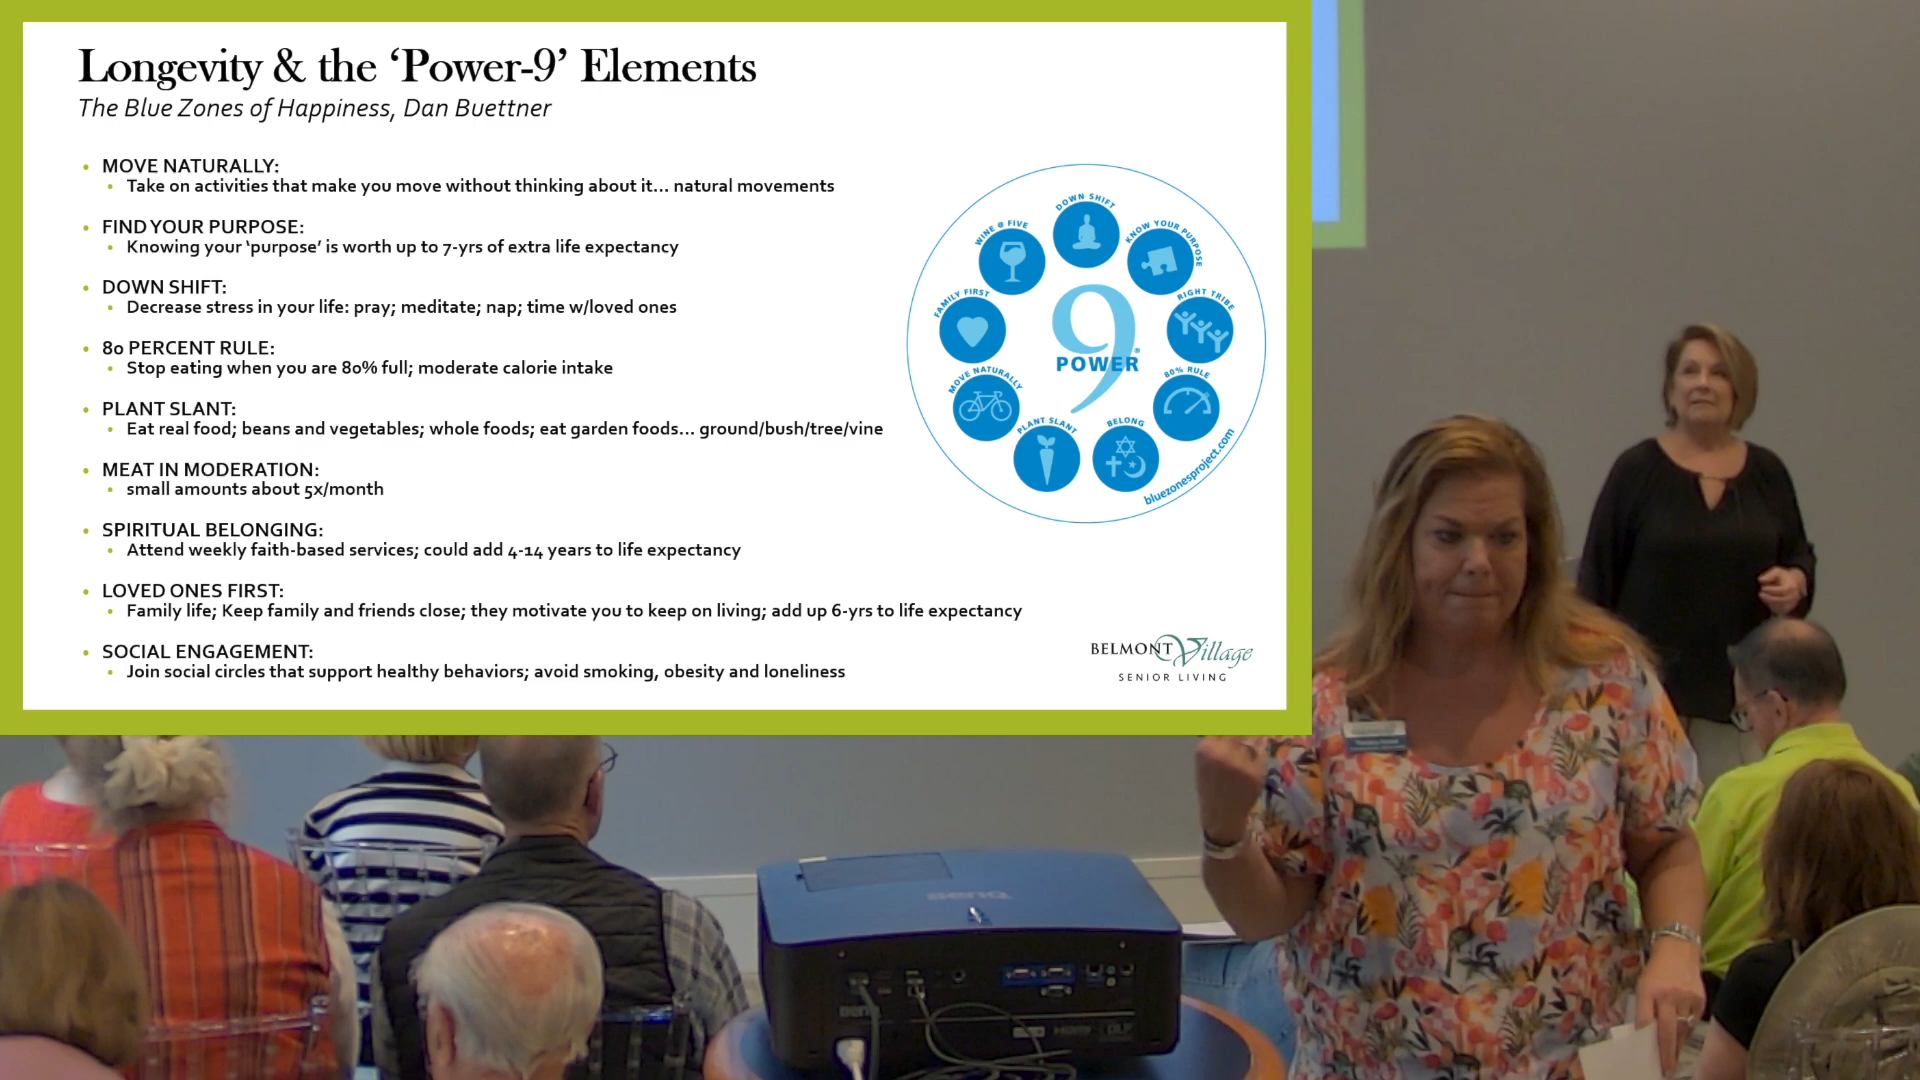 Longevity & the ‘Power-9’ Elements
The Blue Zones of Happiness, Dan Buettner
• MOVE NATURALLY:
• Take on activities that make you move without thinking about it... natural movements
• FIND YOUR PURPOSE:
• Knowing your ‘purpose’ is worth up to 7-yrs of extra life expectancy
• DOWN SHIFT:
• Decrease stress in your life: pray; meditate; nap; time w/loved ones
• 80 PERCENT RULE:
• Stop eating when you are 80% full; moderate calorie intake
• PLANT SLANT:
• Eat real food; beans and vegetables; whole foods; eat garden foods... ground/bush/tree/vine
• MEAT IN MODERATION:
• small amounts about 5x/month
• SPIRITUAL BELONGING:
• Attend weekly faith-based services; could add 4-14 years to life expectancy
• LOVED ONES FIRST:
• Family life; Keep family and friends close; they motivate you to keep on living; add up 6-yrs to life expectancy
• SOCIAL ENGAGEMENT:
• Join social circles that support healthy behaviors; avoid smoking, obesity and loneliness
DOWN SHIFT
KNOW YOUR PURPOSE
RIGHT TRIBE
80% RULE
BELONG
PLANT SLANT
MOVE NATURALLY
FAMILY FIRST
WINE @ FIVE
9
POWER®
bluezonesproject.com
BELMONT Village
SENIOR LIVING
BenQ